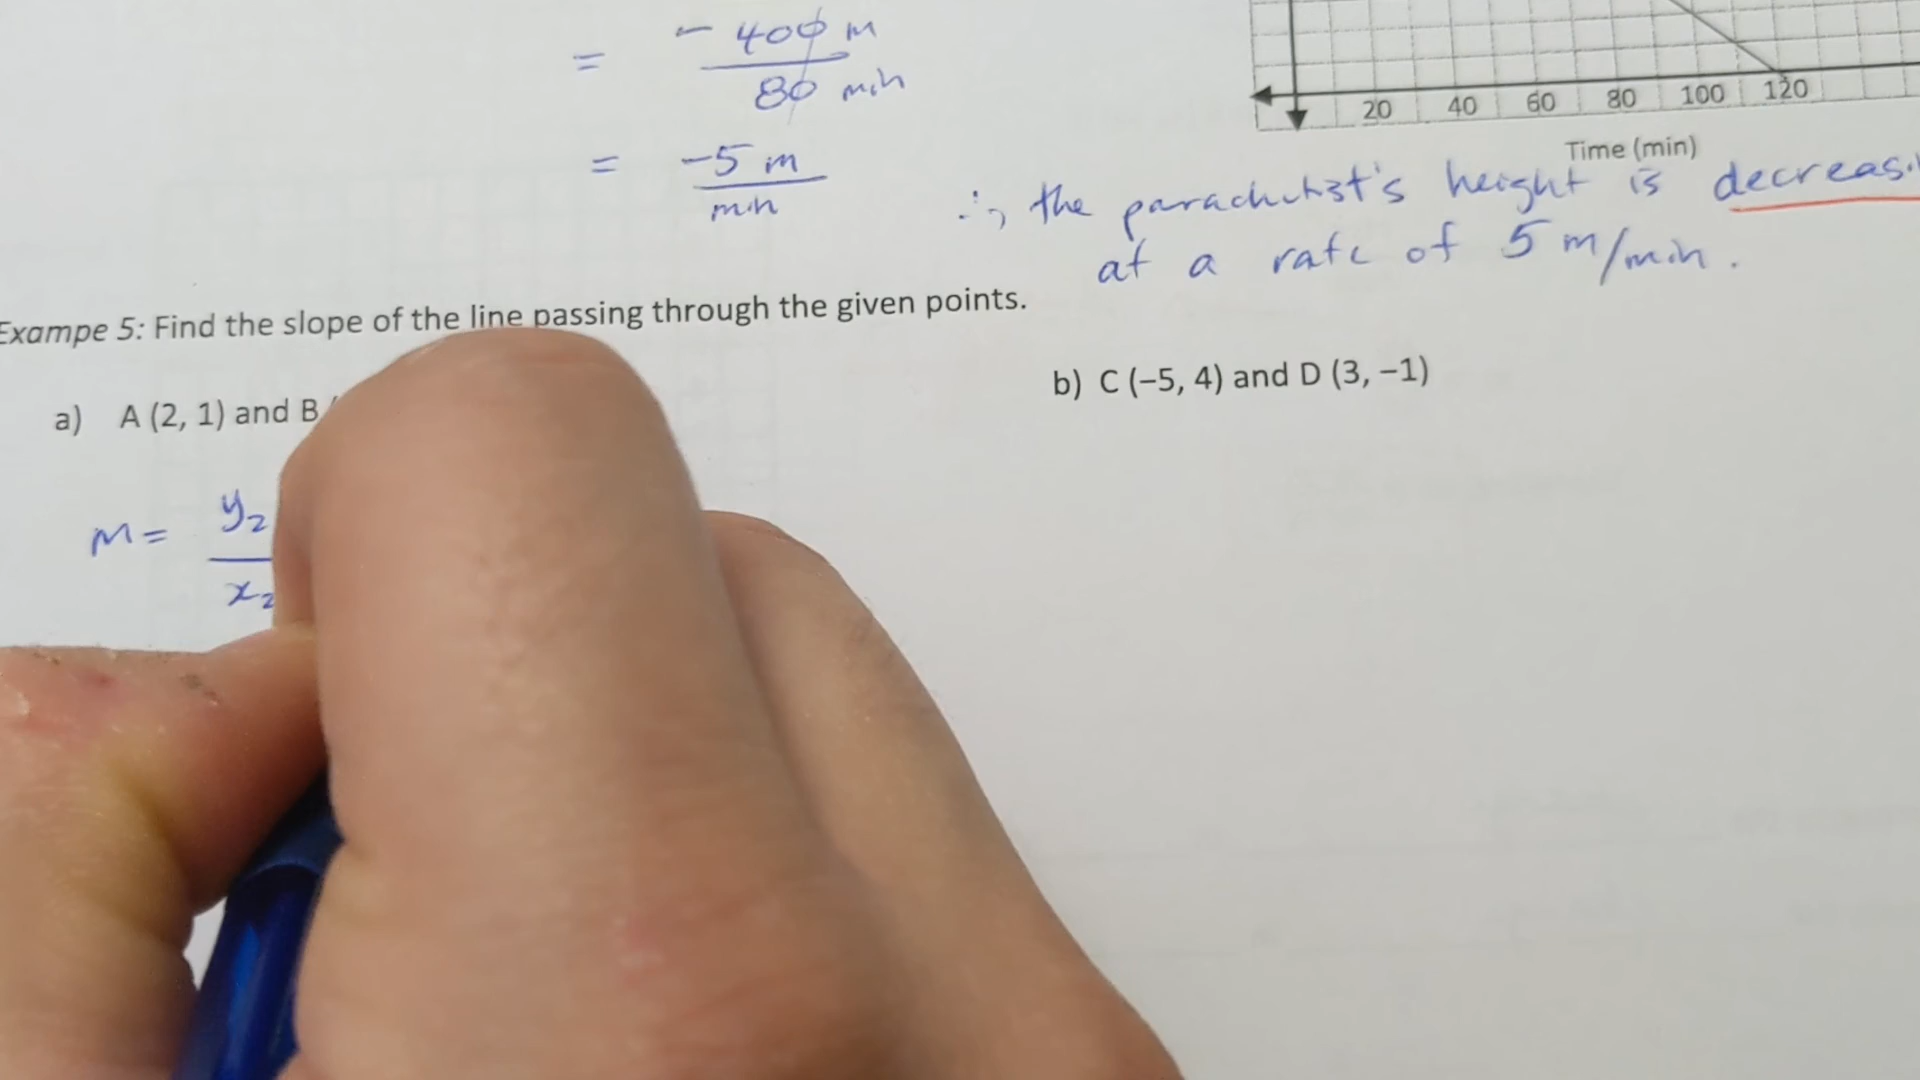 = - 400 m
80 min
= -5 m
min
20 40 60 80 100 120
Time (min)
∴, the parachutist's height is
at a rate of 5 m/min.
Exampe 5: Find the slope of the line passing through the given points.
a) A (2, 1) and B
b) C (−5, 4) and D (3, −1)
m = y₂
x₂